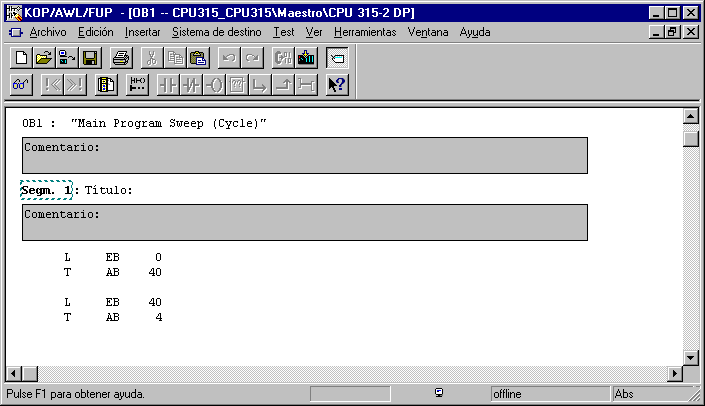 KOP/AWL/FUP - [OB1 -- CPU315_CPU315\Maestro\CPU 315-2 DP]
Archivo Edición Insertar Sistema de destino Test Ver Herramientas Ventana Ayuda
OB1 : "Main Program Sweep (Cycle)"
Comentario:
Segm. 1: Título:
Comentario:
L EB 0
T AB 40
L EB 40
T AB 4
Pulse F1 para obtener ayuda. offline Abs